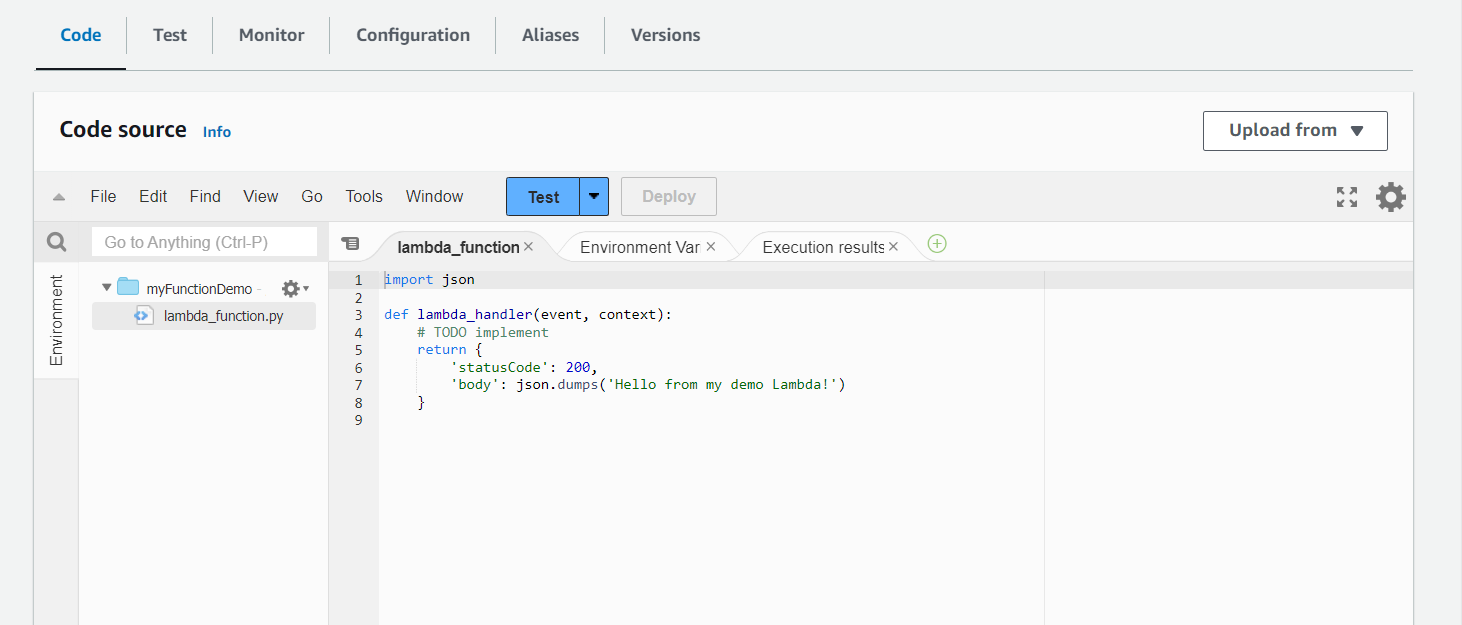 Code Test Monitor Configuration Aliases Versions
Code source Info
Upload from
File Edit Find View Go Tools Window Test Deploy
Go to Anything (Ctrl-P)
lambda_function Environment Var Execution results
Environment
myFunctionDemo -
lambda_function.py
1 import json
2
3 def lambda_handler(event, context):
4 # TODO implement
5 return {
6 'statusCode': 200,
7 'body': json.dumps('Hello from my demo Lambda!')
8 }
9